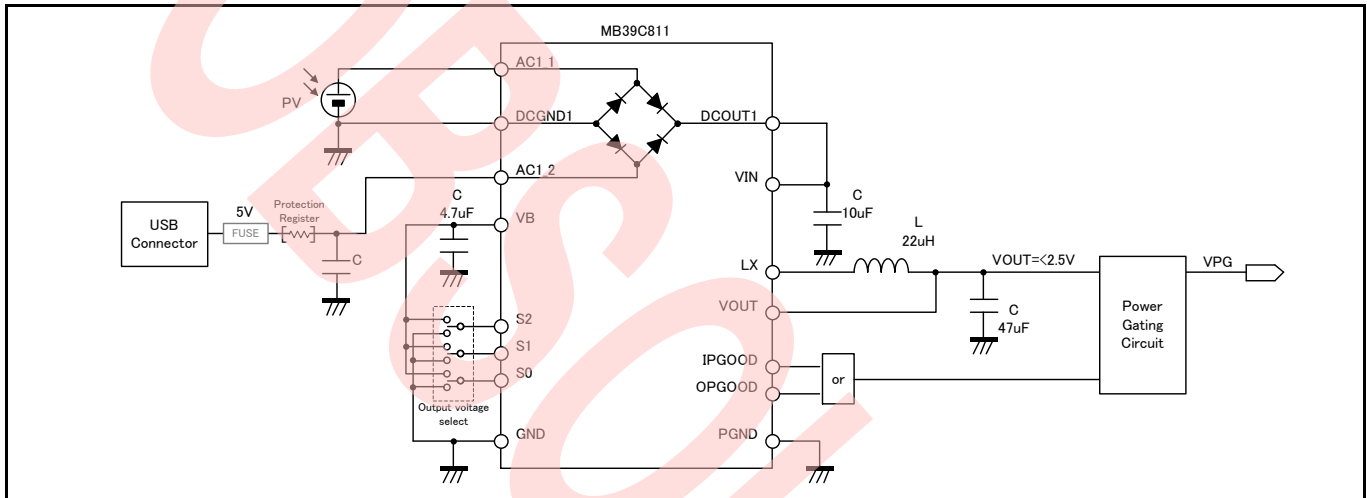 MB39C811
AC1_1
PV
DCGND1
DCOUT1
AC1_2
VIN
C
10uF
USB
Connector
5V
FUSE
Protection
Register
C
C
4.7uF
VB
L
22uH
LX
VOUT=<2.5V
VPG
VOUT
C
47uF
Power
Gating
Circuit
S2
S1
S0
Output voltage
select
IPGOOD
OPGOOD
or
GND
PGND